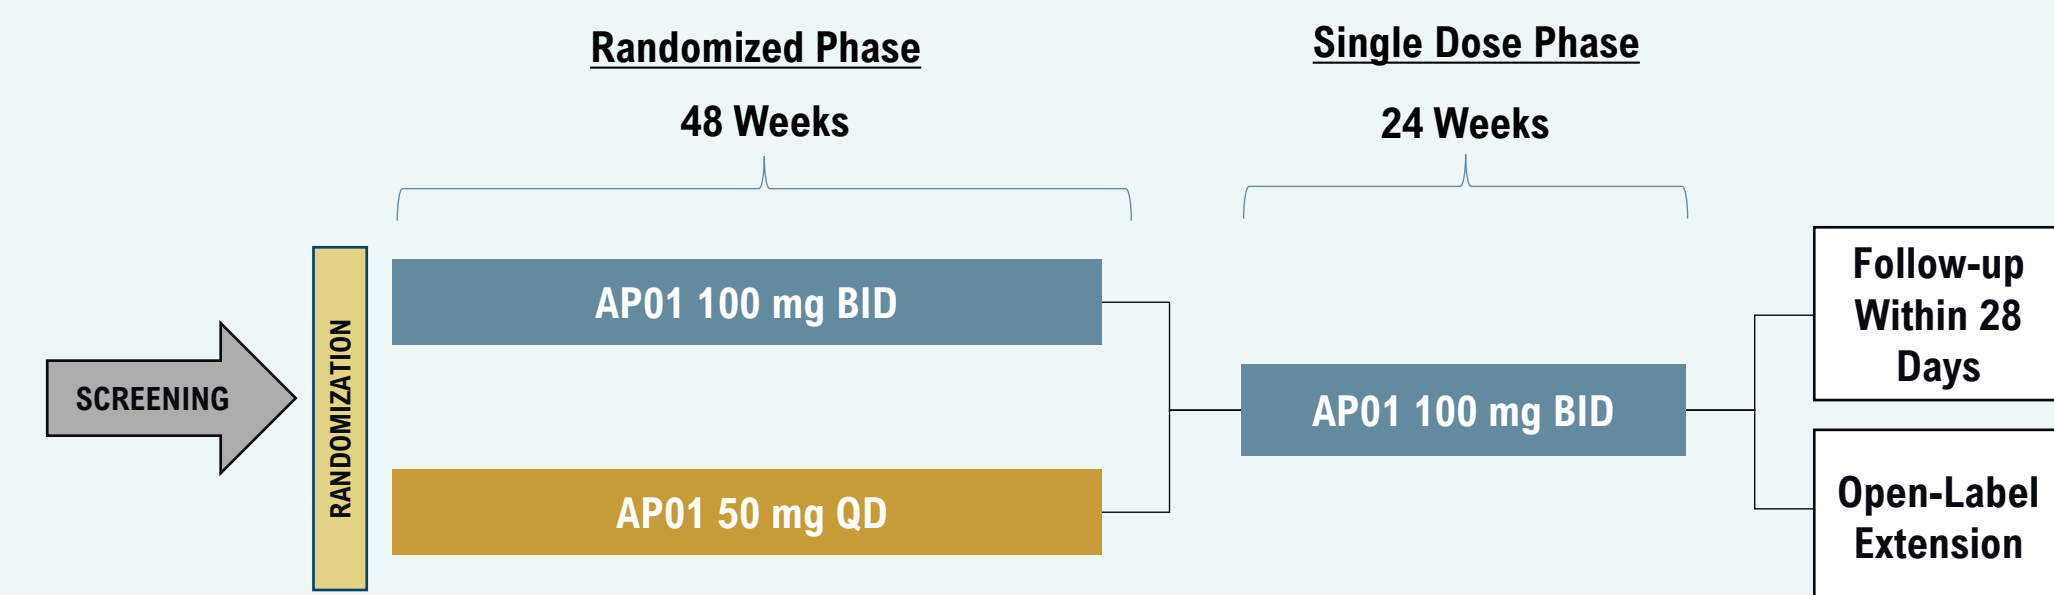 Randomized Phase
48 Weeks
Single Dose Phase
24 Weeks
SCREENING
RANDOMIZATION
AP01 100 mg BID
AP01 50 mg QD
AP01 100 mg BID
Follow-up
Within 28
Days
Open-Label
Extension